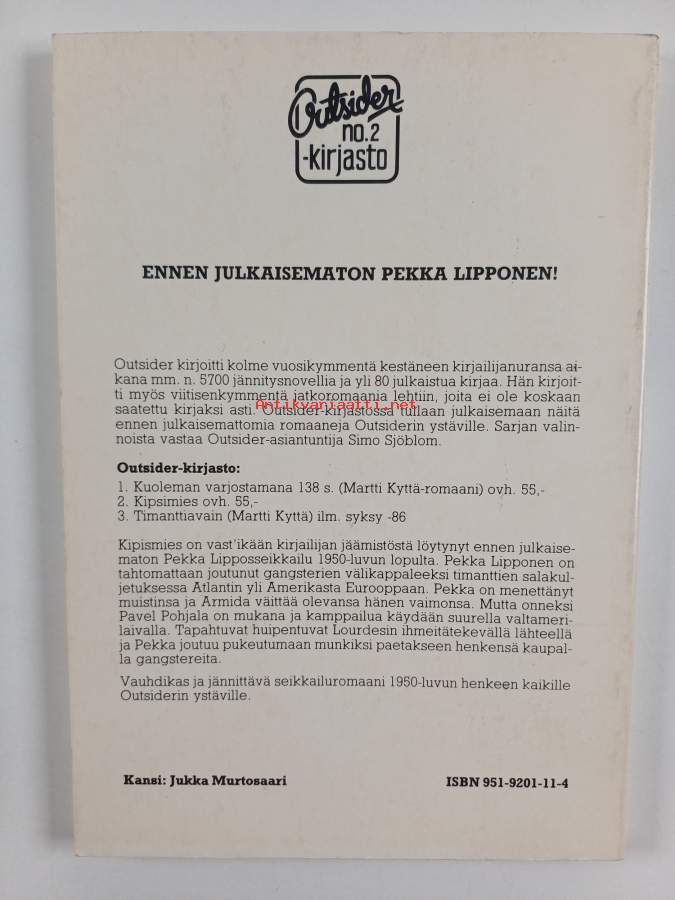 Outsider
no.2
-kirjasto
ENNEN JULKAISEMATON PEKKA LIPPONEN!
Outsider kirjoitti kolme vuosikymmentä kestäneen kirjailijanuransa ai-
kana mm. n. 5700 jännitysnovellia ja yli 80 julkaistua kirjaa. Hän kirjoit-
ti myös viitisenkymmentä jatkoromaania lehtiin, joita ei ole koskaan
saatettu kirjaksi asti. Outsider-kirjastossa tullaan julkaisemaan näitä
Antikvariaatti.net
ennen julkaisemattomia romaaneja Outsiderin ystäville. Sarjan valin-
noista vastaa Outsider-asiantuntija Simo Sjöblom.
Outsider-kirjasto:
1. Kuoleman varjostamana 138 s. (Martti Kyttä-romaani) ovh. 55,-
2. Kipsimies ovh. 55,-
3. Timanttiavain (Martti Kyttä) ilm. syksy -86
Kipismies on vast'ikään kirjailijan jäämistöstä löytynyt ennen julkaise-
maton Pekka Lipposseikkailu 1950-luvun lopulta. Pekka Lipponen on
tahtomattaan joutunut gangsterien välikappaleeksi timanttien salakul-
jetuksessa Atlantin yli Amerikasta Eurooppaan. Pekka on menettänyt
muistinsa ja Armida väittää olevansa hänen vaimonsa. Mutta onneksi
Pavel Pohjala on mukana ja kamppailua käydään suurella valtameri-
laivalla. Tapahtuvat huipentuvat Lourdesin ihmeitätekevällä lähteellä
ja Pekka joutuu pukeutumaan munkiksi paetakseen henkensä kaupal-
la gangstereita.
Vauhdikas ja jännittävä seikkailuromaani 1950-luvun henkeen kaikille
Outsiderin ystäville.
Kansi: Jukka Murtosaari
ISBN 951-9201-11-4